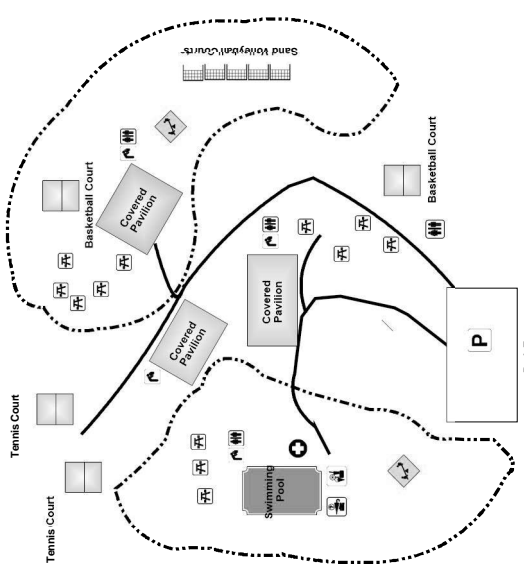 Sand Volleyball Courts
Basketball Court
Basketball Court
Covered
Pavilion
Covered
Pavilion
Covered
Pavilion
P
Tennis Court
Tennis Court
Swimming
Pool